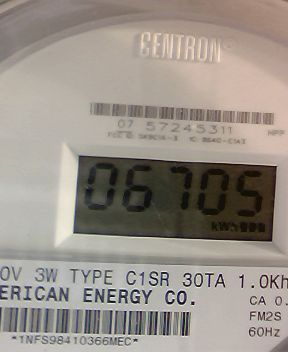 CENTRON
07 57245311
HPP
06705
kWh
0V 3W TYPE C1SR 30TA 1.0Kh
ERICAN ENERGY CO.
CA 0.
FM2S
60Hz
*1NFS98410366MEC*